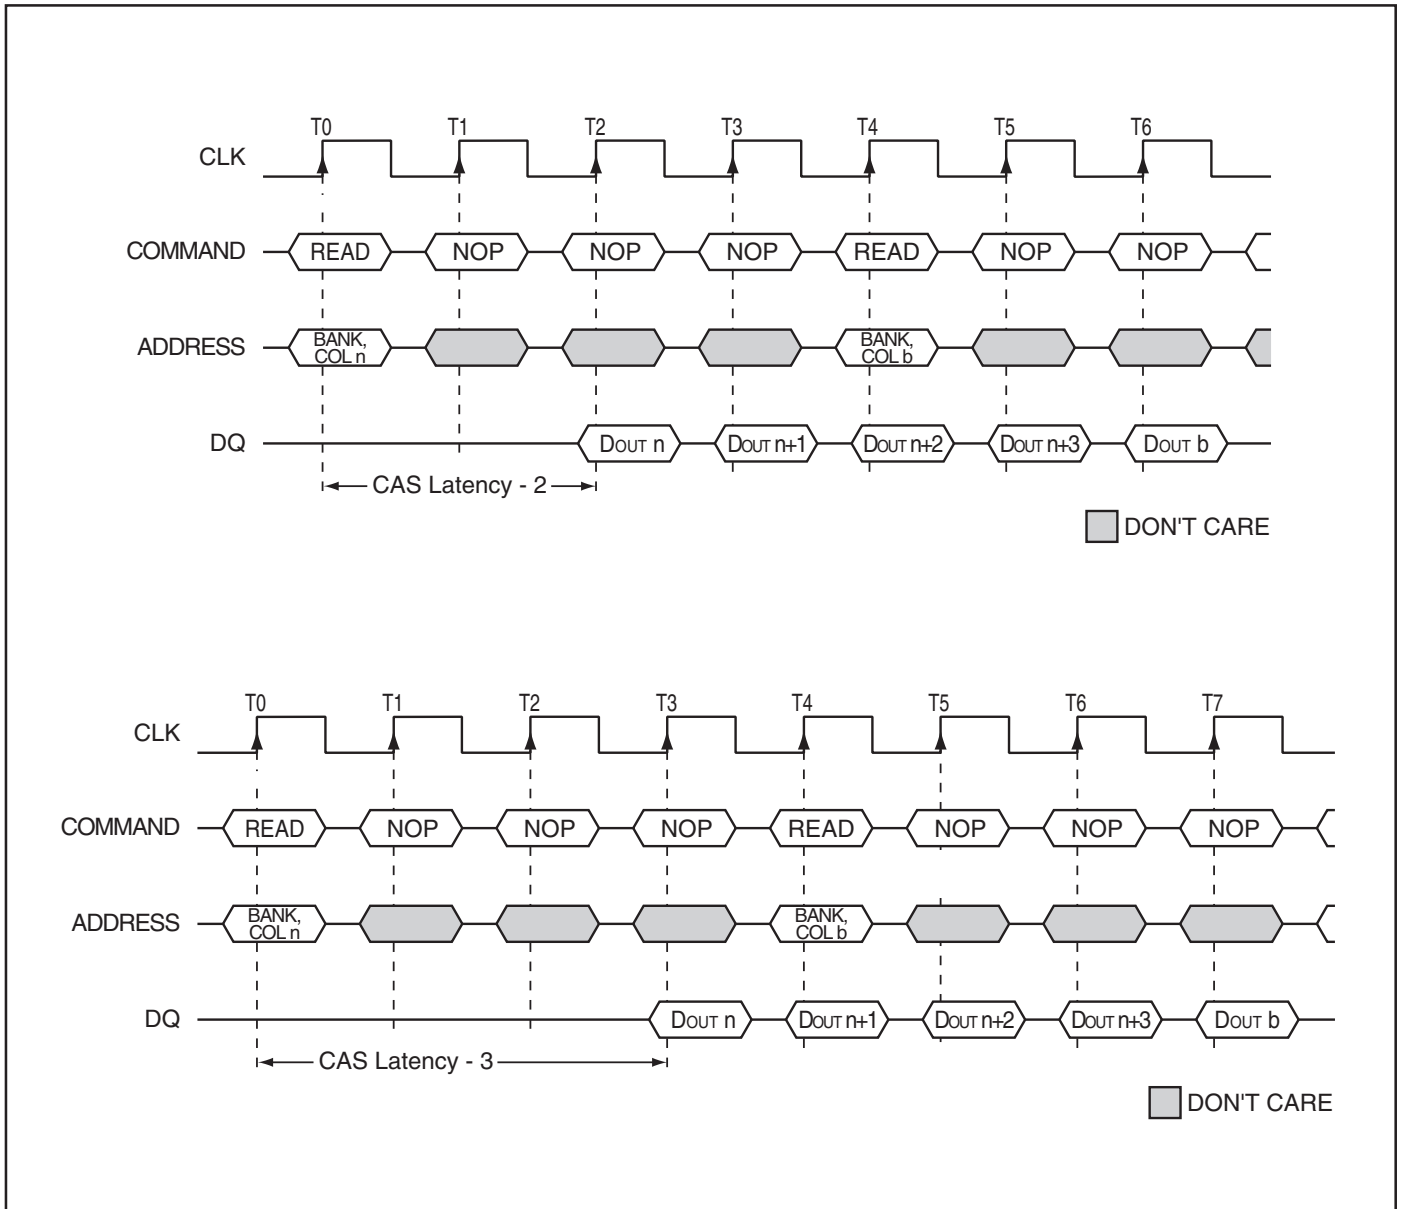 T0 T1 T2 T3 T4 T5 T6
CLK
COMMAND READ NOP NOP NOP READ NOP NOP
ADDRESS BANK, COL n BANK, COL b
DQ DOUT n DOUT n+1 DOUT n+2 DOUT n+3 DOUT b
CAS Latency - 2
DON'T CARE
T0 T1 T2 T3 T4 T5 T6 T7
CLK
COMMAND READ NOP NOP NOP READ NOP NOP NOP
ADDRESS BANK, COL n BANK, COL b
DQ DOUT n DOUT n+1 DOUT n+2 DOUT n+3 DOUT b
CAS Latency - 3
DON'T CARE